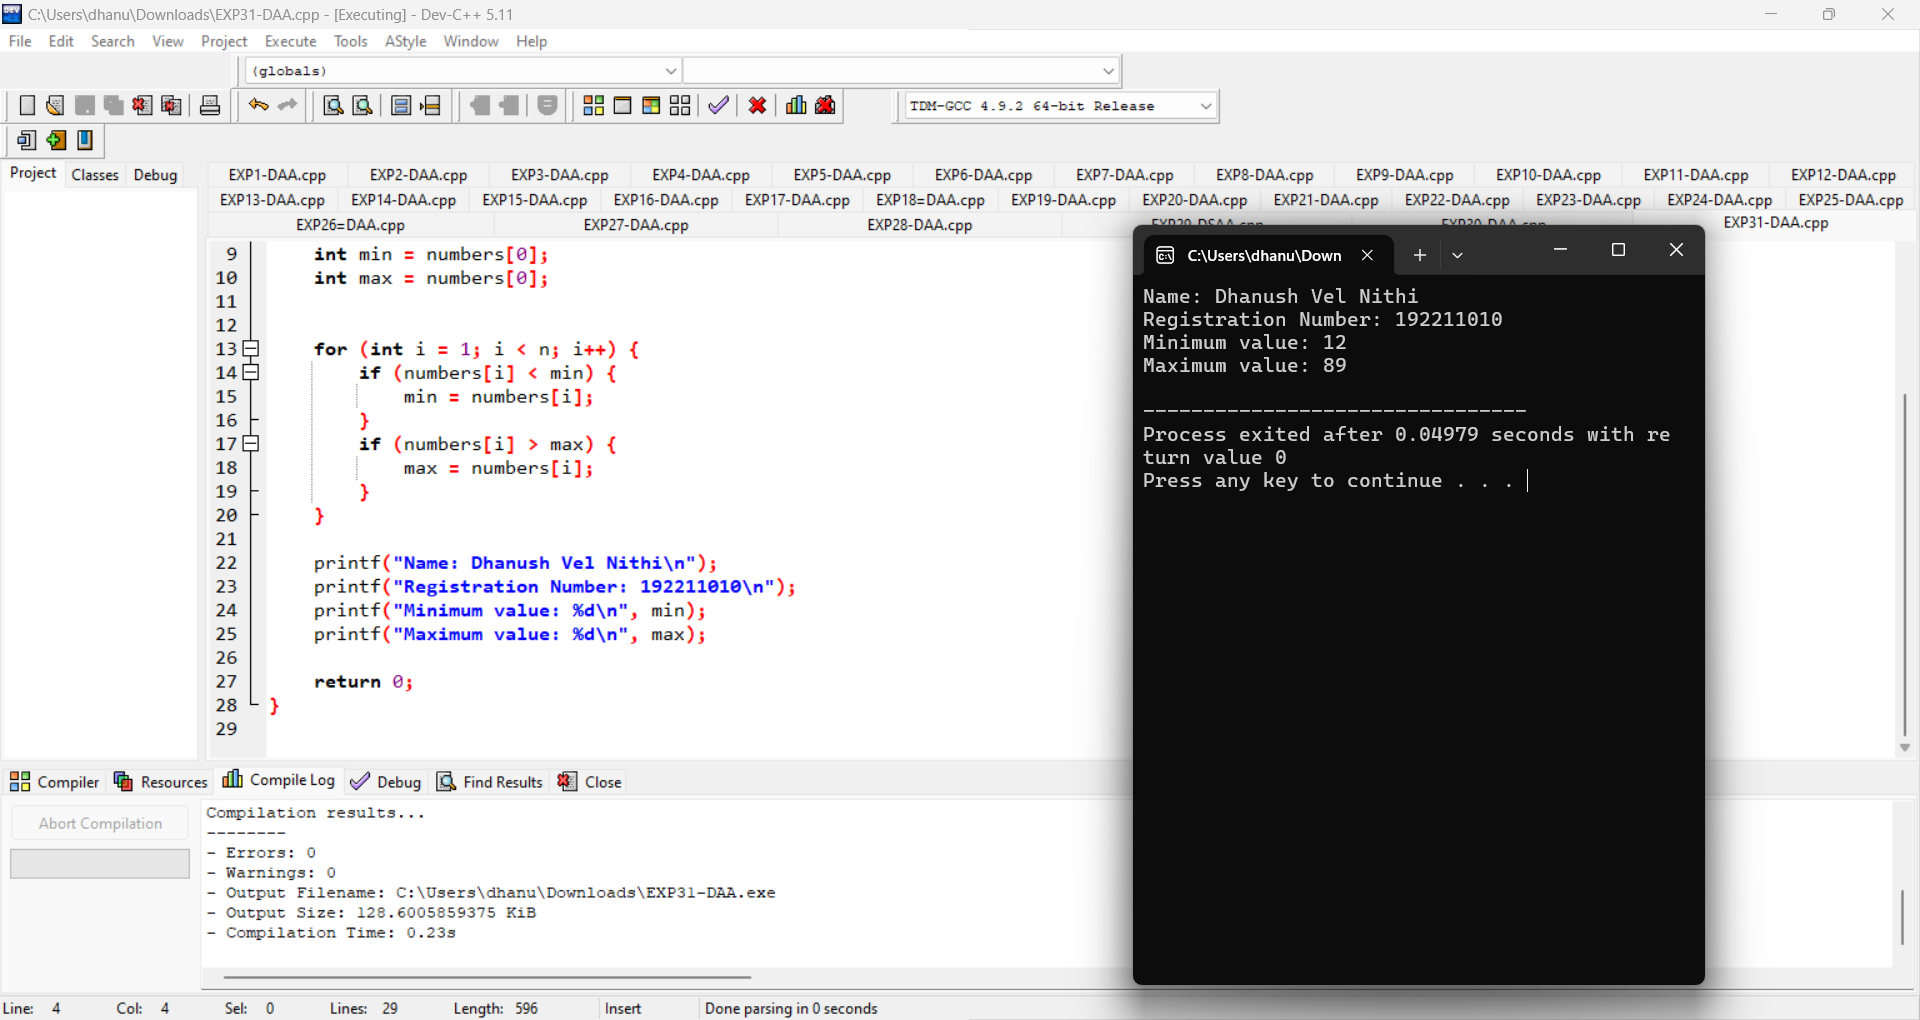 C:\Users\dhanu\Downloads\EXP31-DAA.cpp - [Executing] - Dev-C++ 5.11
File Edit Search View Project Execute Tools AStyle Window Help
(globals)
TDM-GCC 4.9.2 64-bit Release
Project Classes Debug
EXP1-DAA.cpp EXP2-DAA.cpp EXP3-DAA.cpp EXP4-DAA.cpp EXP5-DAA.cpp EXP6-DAA.cpp EXP7-DAA.cpp EXP8-DAA.cpp EXP9-DAA.cpp EXP10-DAA.cpp EXP11-DAA.cpp EXP12-DAA.cpp
EXP13-DAA.cpp EXP14-DAA.cpp EXP15-DAA.cpp EXP16-DAA.cpp EXP17-DAA.cpp EXP18=DAA.cpp EXP19-DAA.cpp EXP20-DAA.cpp EXP21-DAA.cpp EXP22-DAA.cpp EXP23-DAA.cpp EXP24-DAA.cpp EXP25-DAA.cpp
EXP26=DAA.cpp EXP27-DAA.cpp EXP28-DAA.cpp EXP29-DSAA.cpp EXP30-DAA.cpp EXP31-DAA.cpp
9 int min = numbers[0];
10 int max = numbers[0];
11
12
13 for (int i = 1; i < n; i++) {
14 if (numbers[i] < min) {
15 min = numbers[i];
16 }
17 if (numbers[i] > max) {
18 max = numbers[i];
19 }
20 }
21
22 printf("Name: Dhanush Vel Nithi\n");
23 printf("Registration Number: 192211010\n");
24 printf("Minimum value: %d\n", min);
25 printf("Maximum value: %d\n", max);
26
27 return 0;
28 }
29
C:\Users\dhanu\Down
Name: Dhanush Vel Nithi
Registration Number: 192211010
Minimum value: 12
Maximum value: 89
--------------------------------
Process exited after 0.04979 seconds with re
turn value 0
Press any key to continue . . .
Compiler Resources Compile Log Debug Find Results Close
Abort Compilation
Compilation results...
--------
- Errors: 0
- Warnings: 0
- Output Filename: C:\Users\dhanu\Downloads\EXP31-DAA.exe
- Output Size: 128.6005859375 KiB
- Compilation Time: 0.23s
Line: 4 Col: 4 Sel: 0 Lines: 29 Length: 596 Insert Done parsing in 0 seconds